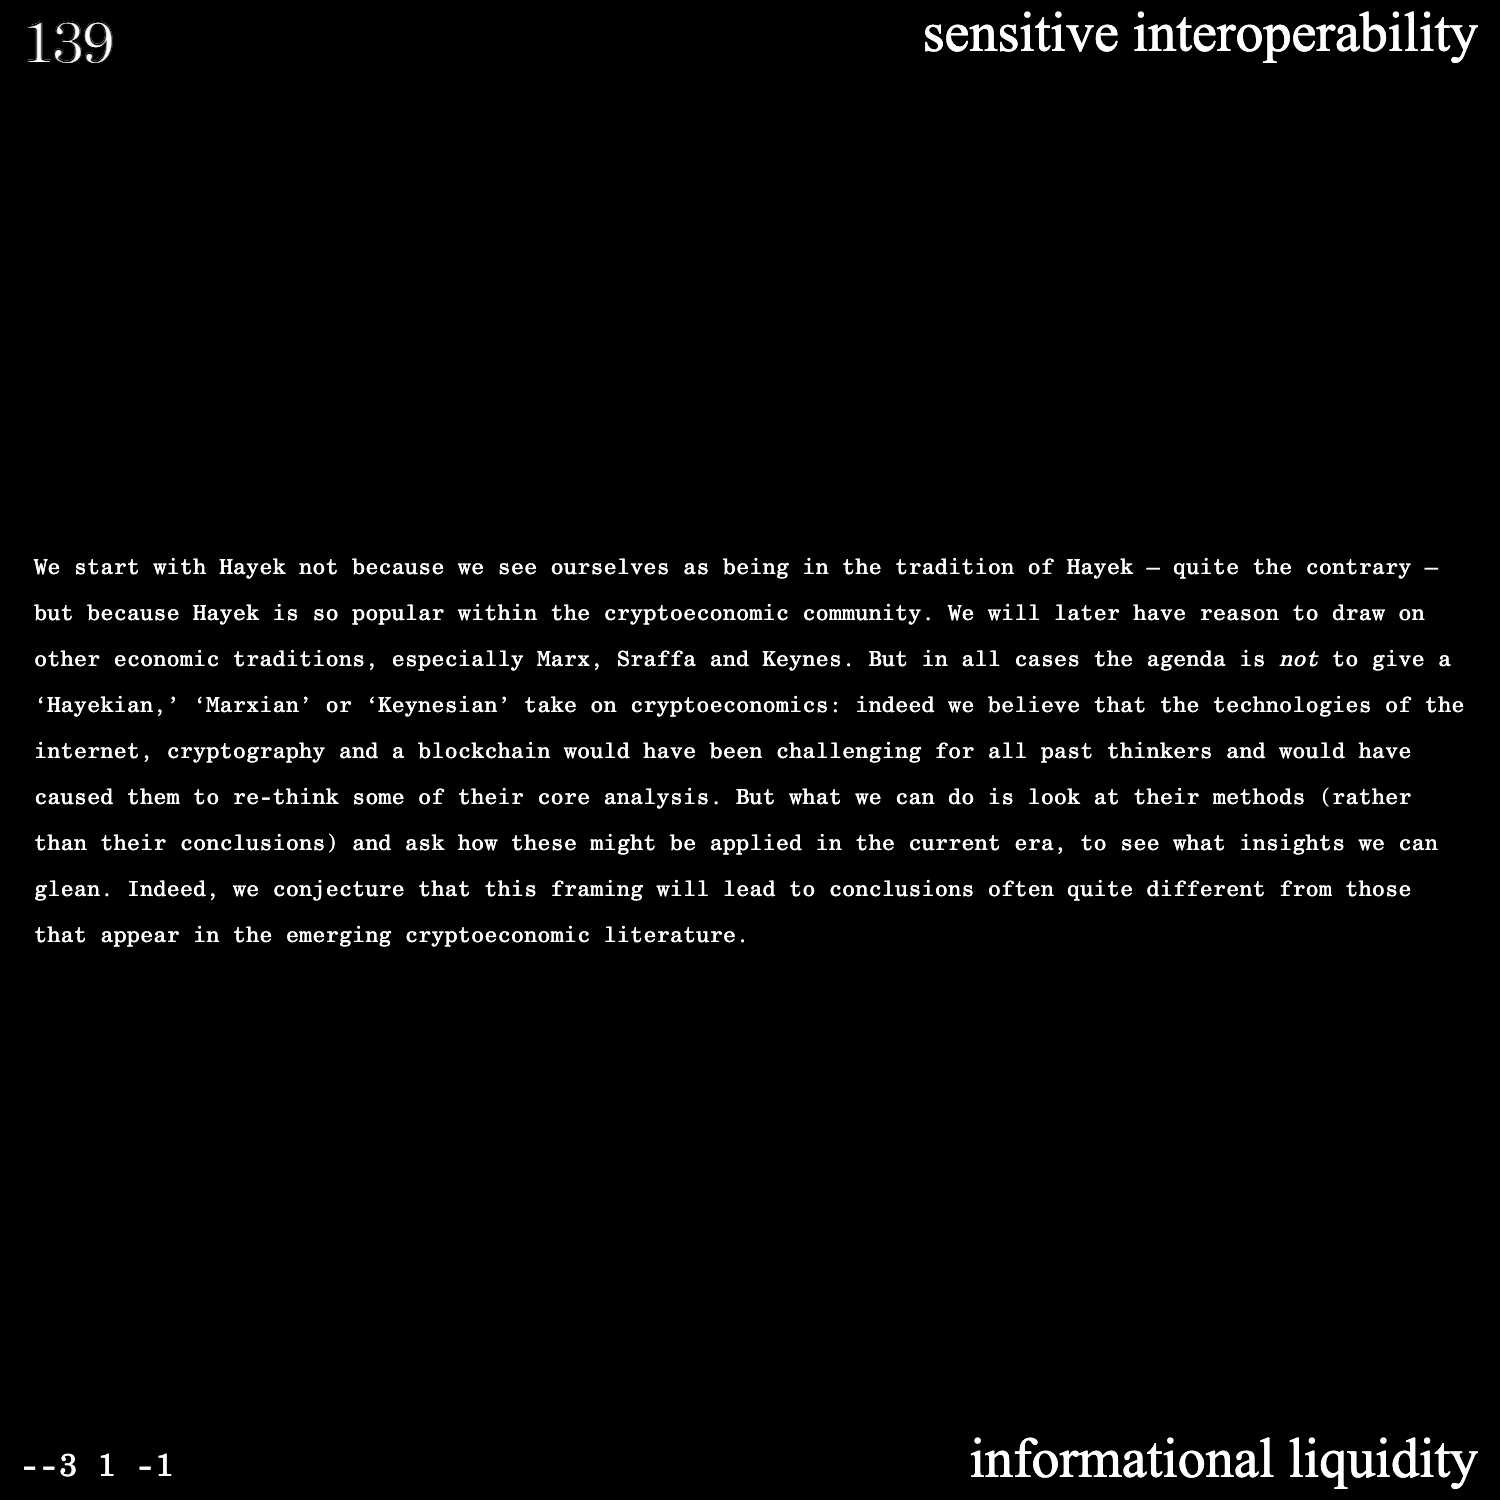 139
sensitive interoperability
We start with Hayek not because we see ourselves as being in the tradition of Hayek – quite the contrary –
but because Hayek is so popular within the cryptoeconomic community. We will later have reason to draw on
other economic traditions, especially Marx, Sraffa and Keynes. But in all cases the agenda is not to give a
‘Hayekian,’ ‘Marxian’ or ‘Keynesian’ take on cryptoeconomics: indeed we believe that the technologies of the
internet, cryptography and a blockchain would have been challenging for all past thinkers and would have
caused them to re-think some of their core analysis. But what we can do is look at their methods (rather
than their conclusions) and ask how these might be applied in the current era, to see what insights we can
glean. Indeed, we conjecture that this framing will lead to conclusions often quite different from those
that appear in the emerging cryptoeconomic literature.
--3 1 -1
informational liquidity